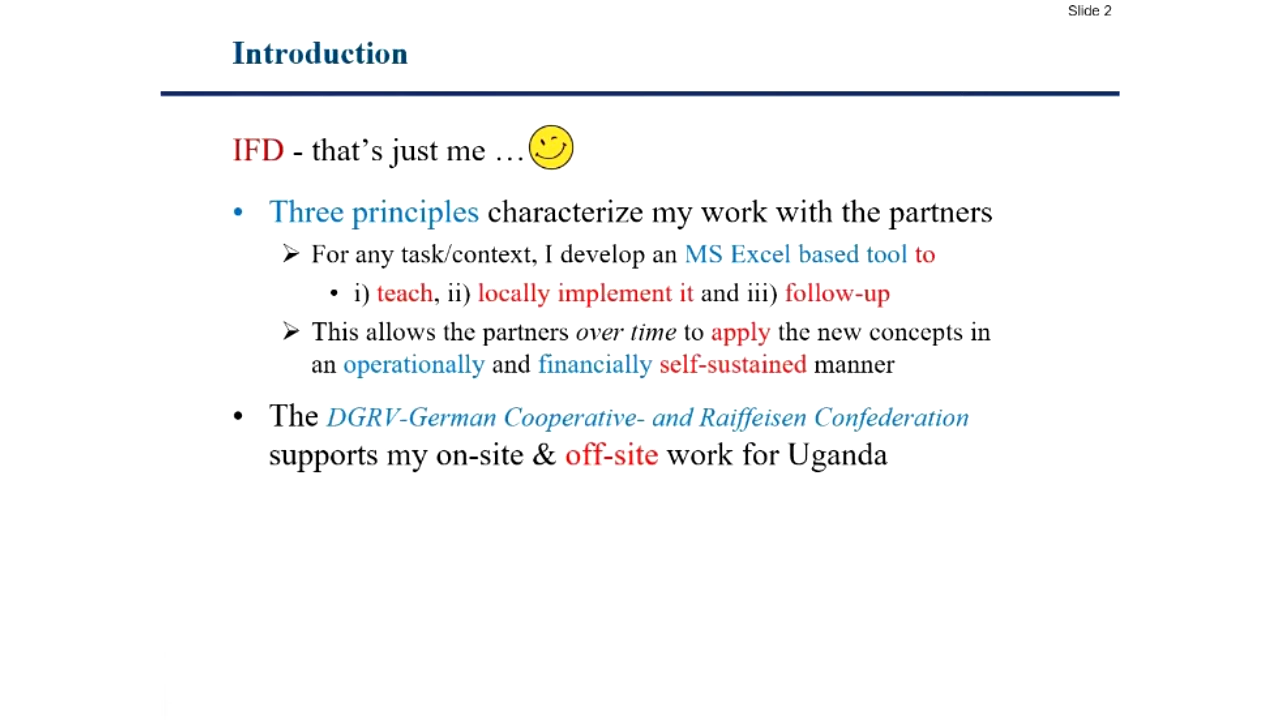 Slide 2
Introduction
IFD - that's just me …
• Three principles characterize my work with the partners
➢ For any task/context, I develop an MS Excel based tool to
• i) teach, ii) locally implement it and iii) follow-up
➢ This allows the partners over time to apply the new concepts in
an operationally and financially self-sustained manner
• The DGRV-German Cooperative- and Raiffeisen Confederation
supports my on-site & off-site work for Uganda